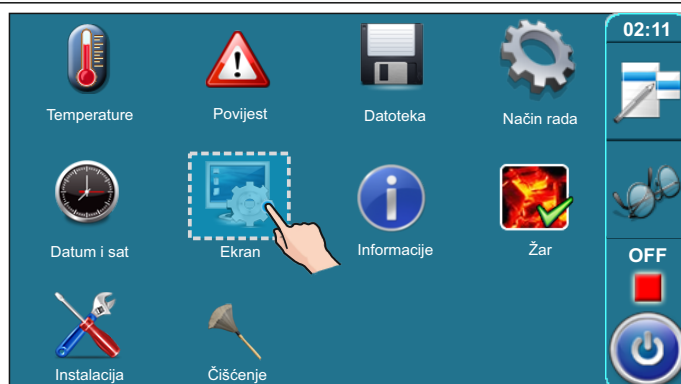 02:11
Temperature
Povijest
Datoteka
Način rada
Datum i sat
Ekran
Informacije
Žar
OFF
Instalacija
Čišćenje